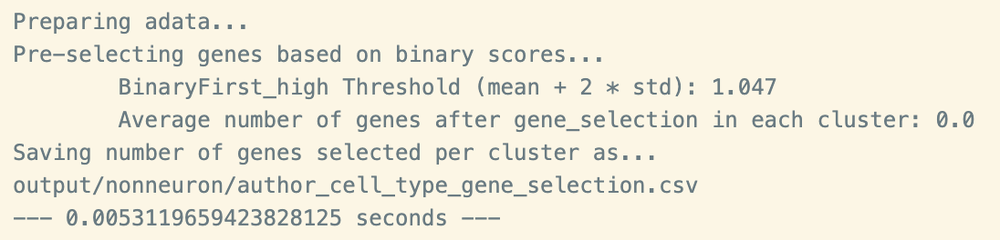 Preparing adata...
Pre-selecting genes based on binary scores...
        BinaryFirst_high Threshold (mean + 2 * std): 1.047
        Average number of genes after gene_selection in each cluster: 0.0
Saving number of genes selected per cluster as...
output/nonneuron/author_cell_type_gene_selection.csv
--- 0.0053119659423828125 seconds ---